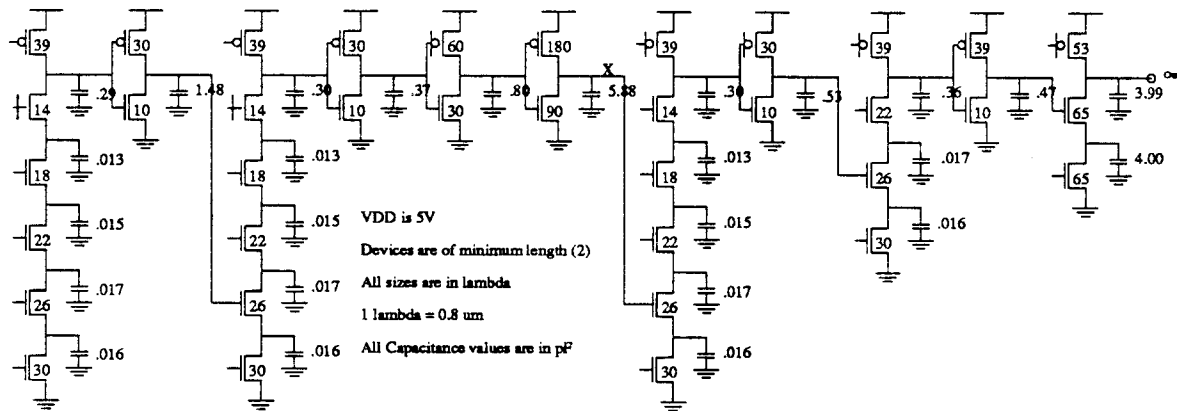 39 30 39 30 60 180 39 30 39 39 53
X
.29 1.48 .30 .37 .80 5.88 .30 .53 .36 .47 3.99
14 10 14 10 30 90 14 10 22 10 65
.013 .013 .013 .017 4.00
18 18 18 26 65
.015 .015 .015 .016
22 22 22 30
VDD is 5V
Devices are of minimum length (2)
All sizes are in lambda
1 lambda = 0.8 um
All Capacitance values are in pF
.017 .017 .017
26 26 26
.016 .016 .016
30 30 30